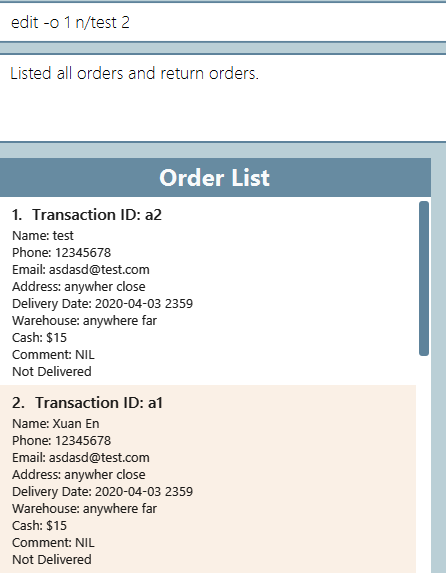 edit -o 1 n/test 2
Listed all orders and return orders.
Order List
1. Transaction ID: a2
Name: test
Phone: 12345678
Email: asdasd@test.com
Address: anywher close
Delivery Date: 2020-04-03 2359
Warehouse: anywhere far
Cash: $15
Comment: NIL
Not Delivered
2. Transaction ID: a1
Name: Xuan En
Phone: 12345678
Email: asdasd@test.com
Address: anywher close
Delivery Date: 2020-04-03 2359
Warehouse: anywhere far
Cash: $15
Comment: NIL
Not Delivered